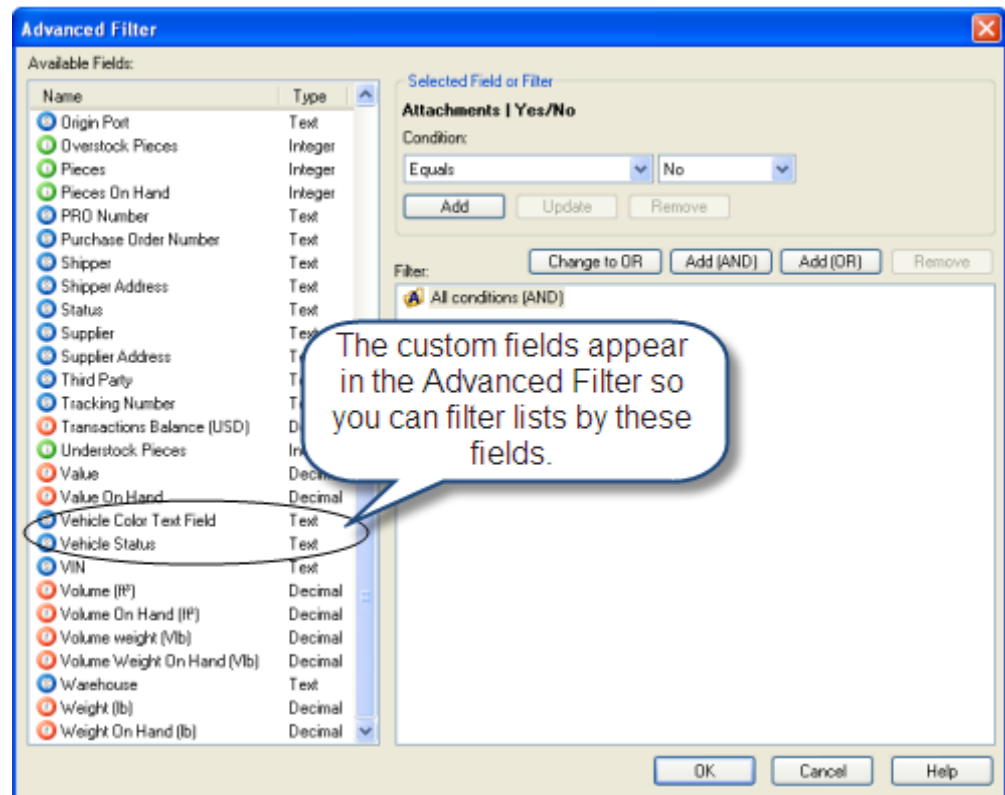 Advanced Filter
Available Fields:
Name Type
Origin Port Text
Overstock Pieces Integer
Pieces Integer
Pieces On Hand Integer
PRO Number Text
Purchase Order Number Text
Shipper Text
Shipper Address Text
Status Text
Supplier
Supplier Address
Third Party
Tracking Number
Transactions Balance (USD)
Understock Pieces
Value
Value On Hand Decimal
Vehicle Color Text Field Text
Vehicle Status Text
VIN Text
Volume (ft³) Decimal
Volume On Hand (ft³) Decimal
Volume weight (Vlb) Decimal
Volume Weight On Hand (Vlb) Decimal
Warehouse Text
Weight (lb) Decimal
Weight On Hand (lb) Decimal
Selected Field or Filter
Attachments | Yes/No
Condition:
Equals No
Add Update Remove
Filter: Change to OR Add (AND) Add (OR) Remove
All conditions (AND)
The custom fields appear
in the Advanced Filter so
you can filter lists by these
fields.
OK Cancel Help